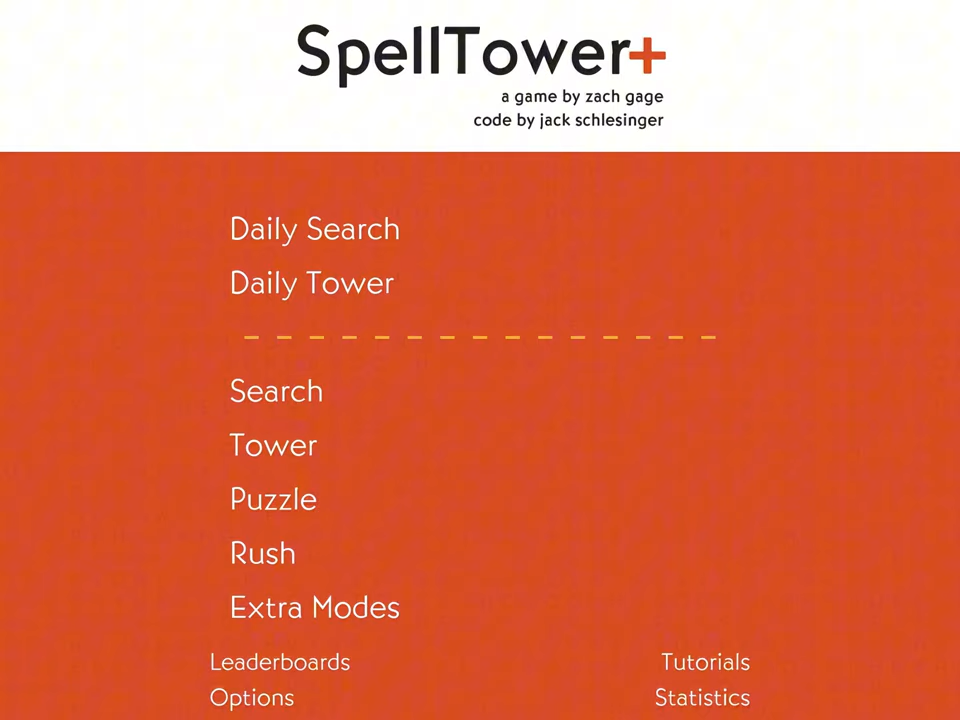 SpellTower+
a game by zach gage
code by jack schlesinger
Daily Search
Daily Tower
Search
Tower
Puzzle
Rush
Extra Modes
Leaderboards
Tutorials
Options
Statistics